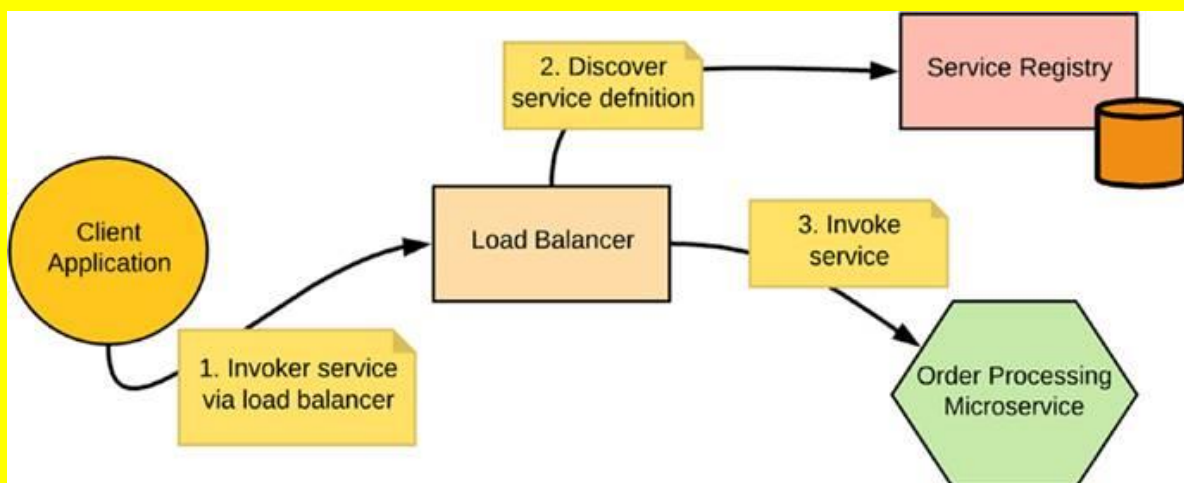 2. Discover
service defnition
Service Registry
Client
Application
Load Balancer
3. Invoke
service
1. Invoker service
via load balancer
Order Processing
Microservice